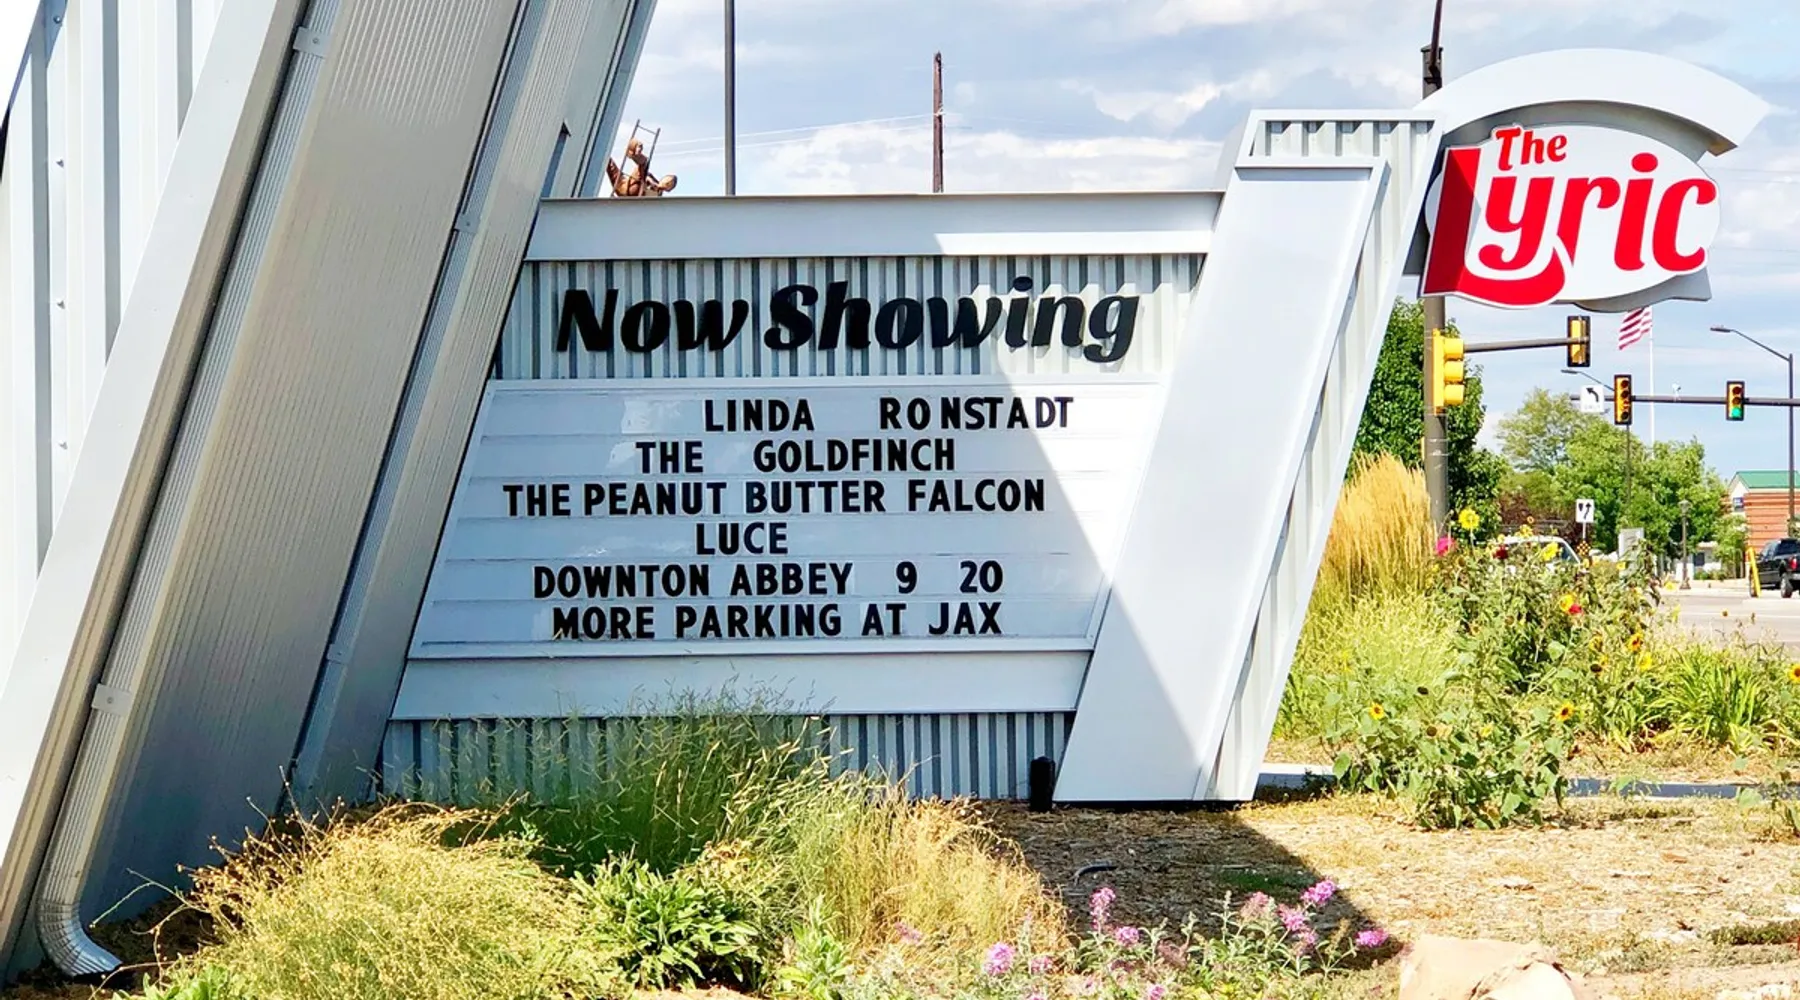 The
Lyric
Now Showing
LINDA RONSTADT
THE GOLDFINCH
THE PEANUT BUTTER FALCON
LUCE
DOWNTON ABBEY 9 20
MORE PARKING AT JAX